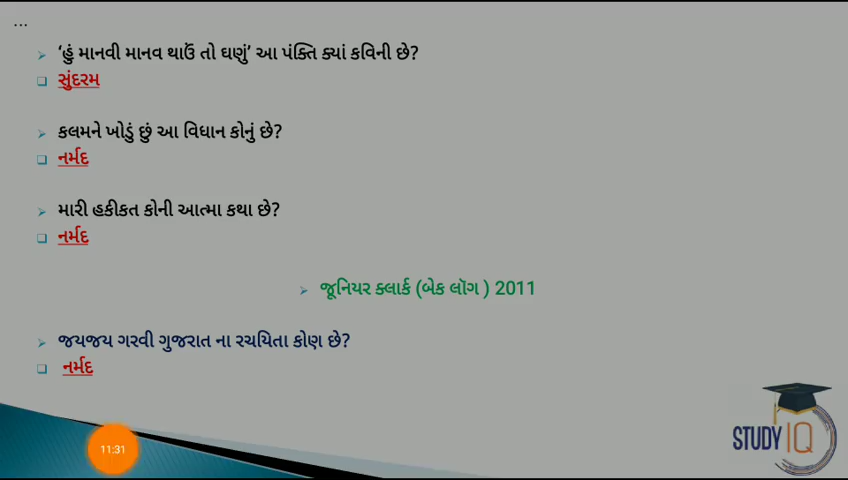 ...
‘હું માનવી માનવ થાઉં તો ઘણું’ આ પંક્તિ ક્યાં કવિની છે?
સુંદરમ
કલમને ખોડું છું આ વિધાન કોનું છે?
નર્મદ
મારી હકીકત કોની આત્મા કથા છે?
નર્મદ
જૂનિયર ક્લાર્ક (બેક લૉગ ) 2011
જયજય ગરવી ગુજરાત ના રચયિતા કોણ છે?
નર્મદ
STUDY IQ
11:31